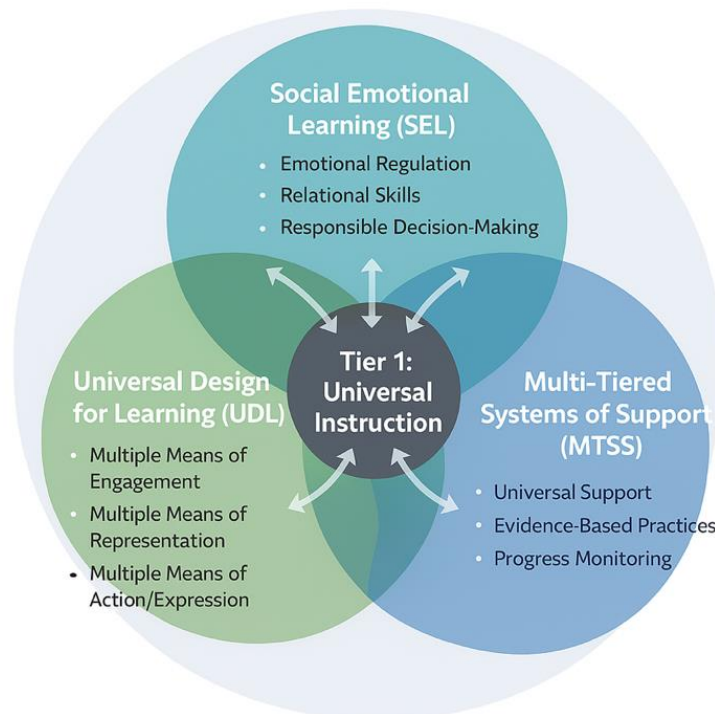 Social Emotional
Learning (SEL)
• Emotional Regulation
• Relational Skills
• Responsible Decision-Making
Tier 1:
Universal
Instruction
Universal Design
for Learning (UDL)
• Multiple Means of
Engagement
• Multiple Means of
Representation
• Multiple Means of
Action/Expression
Multi-Tiered
Systems of Support
(MTSS)
• Universal Support
• Evidence-Based Practices
• Progress Monitoring